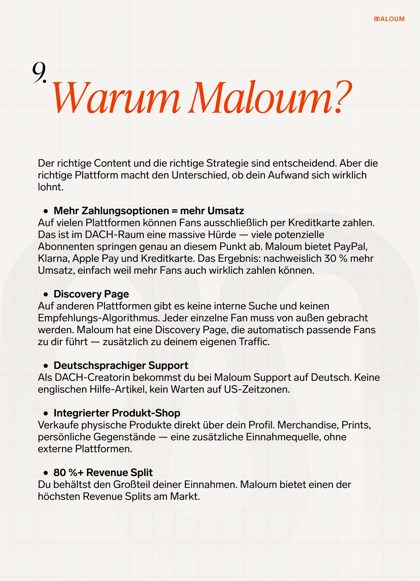 MALOUM
9.
Warum Maloum?
Der richtige Content und die richtige Strategie sind entscheidend. Aber die
richtige Plattform macht den Unterschied, ob dein Aufwand sich wirklich
lohnt.
• Mehr Zahlungsoptionen = mehr Umsatz
Auf vielen Plattformen können Fans ausschließlich per Kreditkarte zahlen.
Das ist im DACH-Raum eine massive Hürde — viele potenzielle
Abonnenten springen genau an diesem Punkt ab. Maloum bietet PayPal,
Klarna, Apple Pay und Kreditkarte. Das Ergebnis: nachweislich 30 % mehr
Umsatz, einfach weil mehr Fans auch wirklich zahlen können.
• Discovery Page
Auf anderen Plattformen gibt es keine interne Suche und keinen
Empfehlungs-Algorithmus. Jeder einzelne Fan muss von außen gebracht
werden. Maloum hat eine Discovery Page, die automatisch passende Fans
zu dir führt — zusätzlich zu deinem eigenen Traffic.
• Deutschsprachiger Support
Als DACH-Creatorin bekommst du bei Maloum Support auf Deutsch. Keine
englischen Hilfe-Artikel, kein Warten auf US-Zeitzonen.
• Integrierter Produkt-Shop
Verkaufe physische Produkte direkt über dein Profil. Merchandise, Prints,
persönliche Gegenstände — eine zusätzliche Einnahmequelle, ohne
externe Plattformen.
• 80 %+ Revenue Split
Du behältst den Großteil deiner Einnahmen. Maloum bietet einen der
höchsten Revenue Splits am Markt.